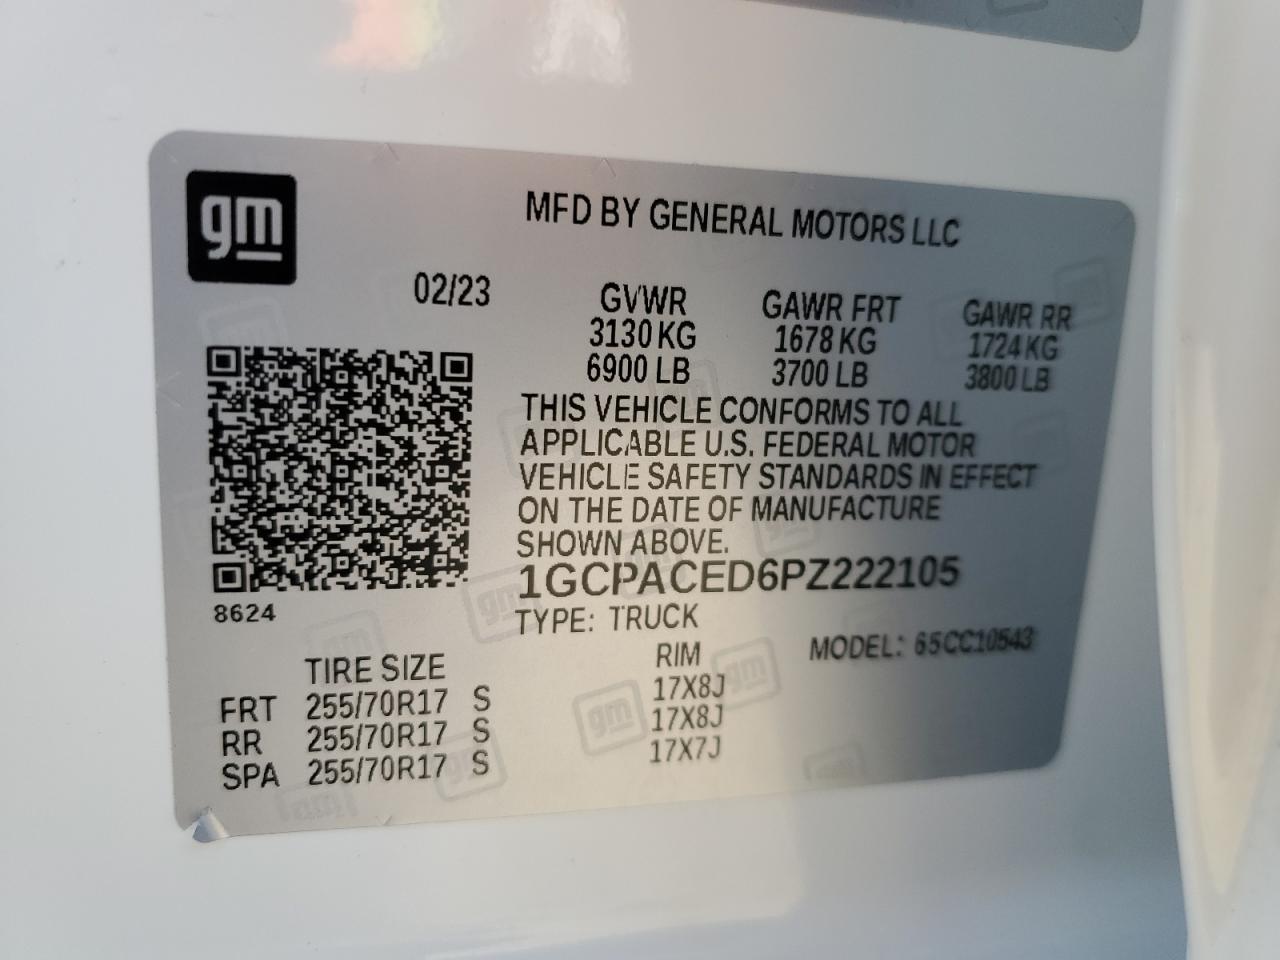 gm
MFD BY GENERAL MOTORS LLC
02/23 GVWR GAWR FRT GAWR RR
3130 KG 1678 KG 1724 KG
6900 LB 3700 LB 3800 LB
THIS VEHICLE CONFORMS TO ALL
APPLICABLE U.S. FEDERAL MOTOR
VEHICLE SAFETY STANDARDS IN EFFECT
ON THE DATE OF MANUFACTURE
SHOWN ABOVE.
1GCPACED6PZ222105
8624
TYPE: TRUCK
MODEL: 65CC10543
TIRE SIZE RIM
FRT 255/70R17 S 17X8J
RR 255/70R17 S 17X8J
SPA 255/70R17 S 17X7J